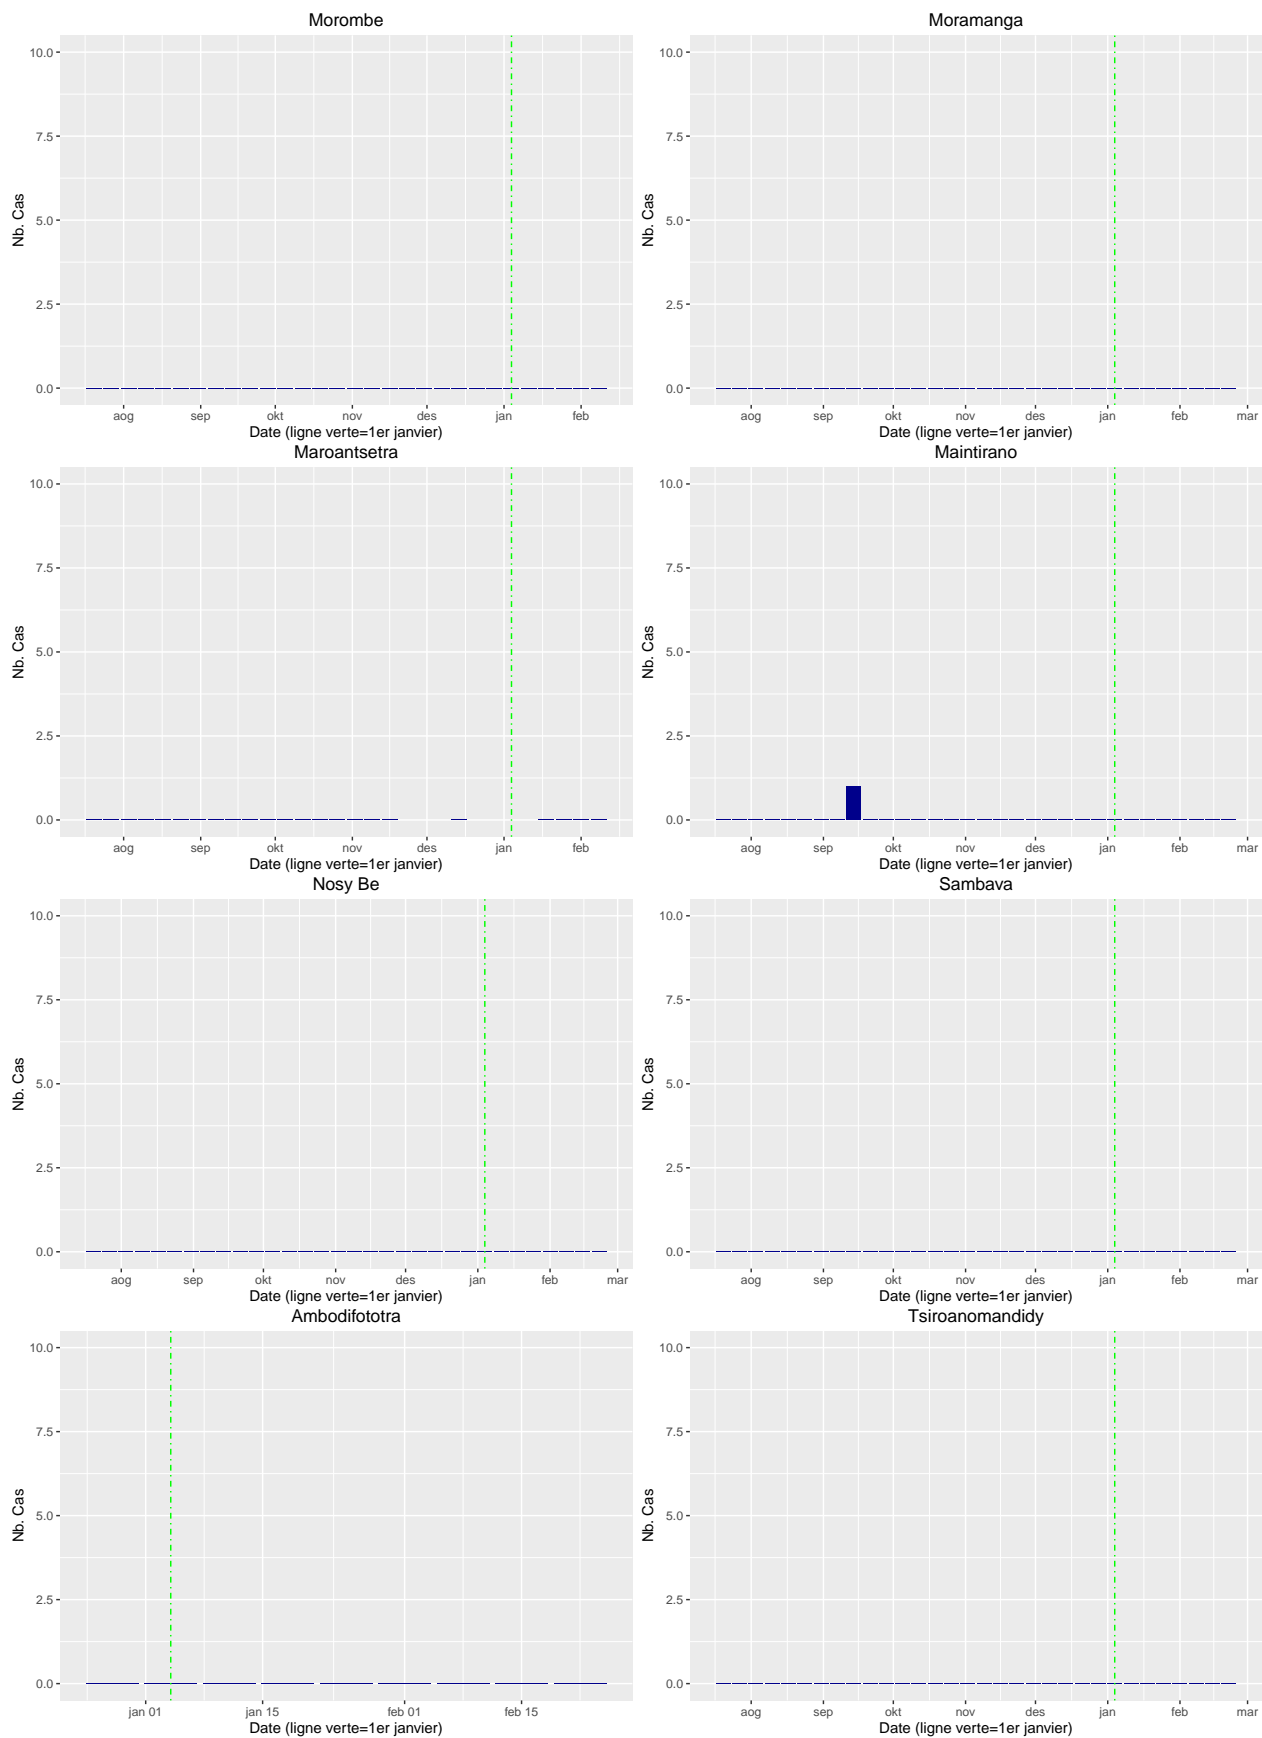 Morombe
10.0
7.5
5.0
2.5
0.0
Nb. Cas
aog sep okt nov des jan feb
Date (ligne verte=1er janvier)
Moramanga
10.0
7.5
5.0
2.5
0.0
Nb. Cas
aog sep okt nov des jan feb mar
Date (ligne verte=1er janvier)
Maroantsetra
10.0
7.5
5.0
2.5
0.0
Nb. Cas
aog sep okt nov des jan feb
Date (ligne verte=1er janvier)
Maintirano
10.0
7.5
5.0
2.5
0.0
Nb. Cas
aog sep okt nov des jan feb mar
Date (ligne verte=1er janvier)
Nosy Be
10.0
7.5
5.0
2.5
0.0
Nb. Cas
aog sep okt nov des jan feb mar
Date (ligne verte=1er janvier)
Sambava
10.0
7.5
5.0
2.5
0.0
Nb. Cas
aog sep okt nov des jan feb mar
Date (ligne verte=1er janvier)
Ambodifototra
10.0
7.5
5.0
2.5
0.0
Nb. Cas
jan 01 jan 15 feb 01 feb 15
Date (ligne verte=1er janvier)
Tsiroanomandidy
10.0
7.5
5.0
2.5
0.0
Nb. Cas
aog sep okt nov des jan feb mar
Date (ligne verte=1er janvier)